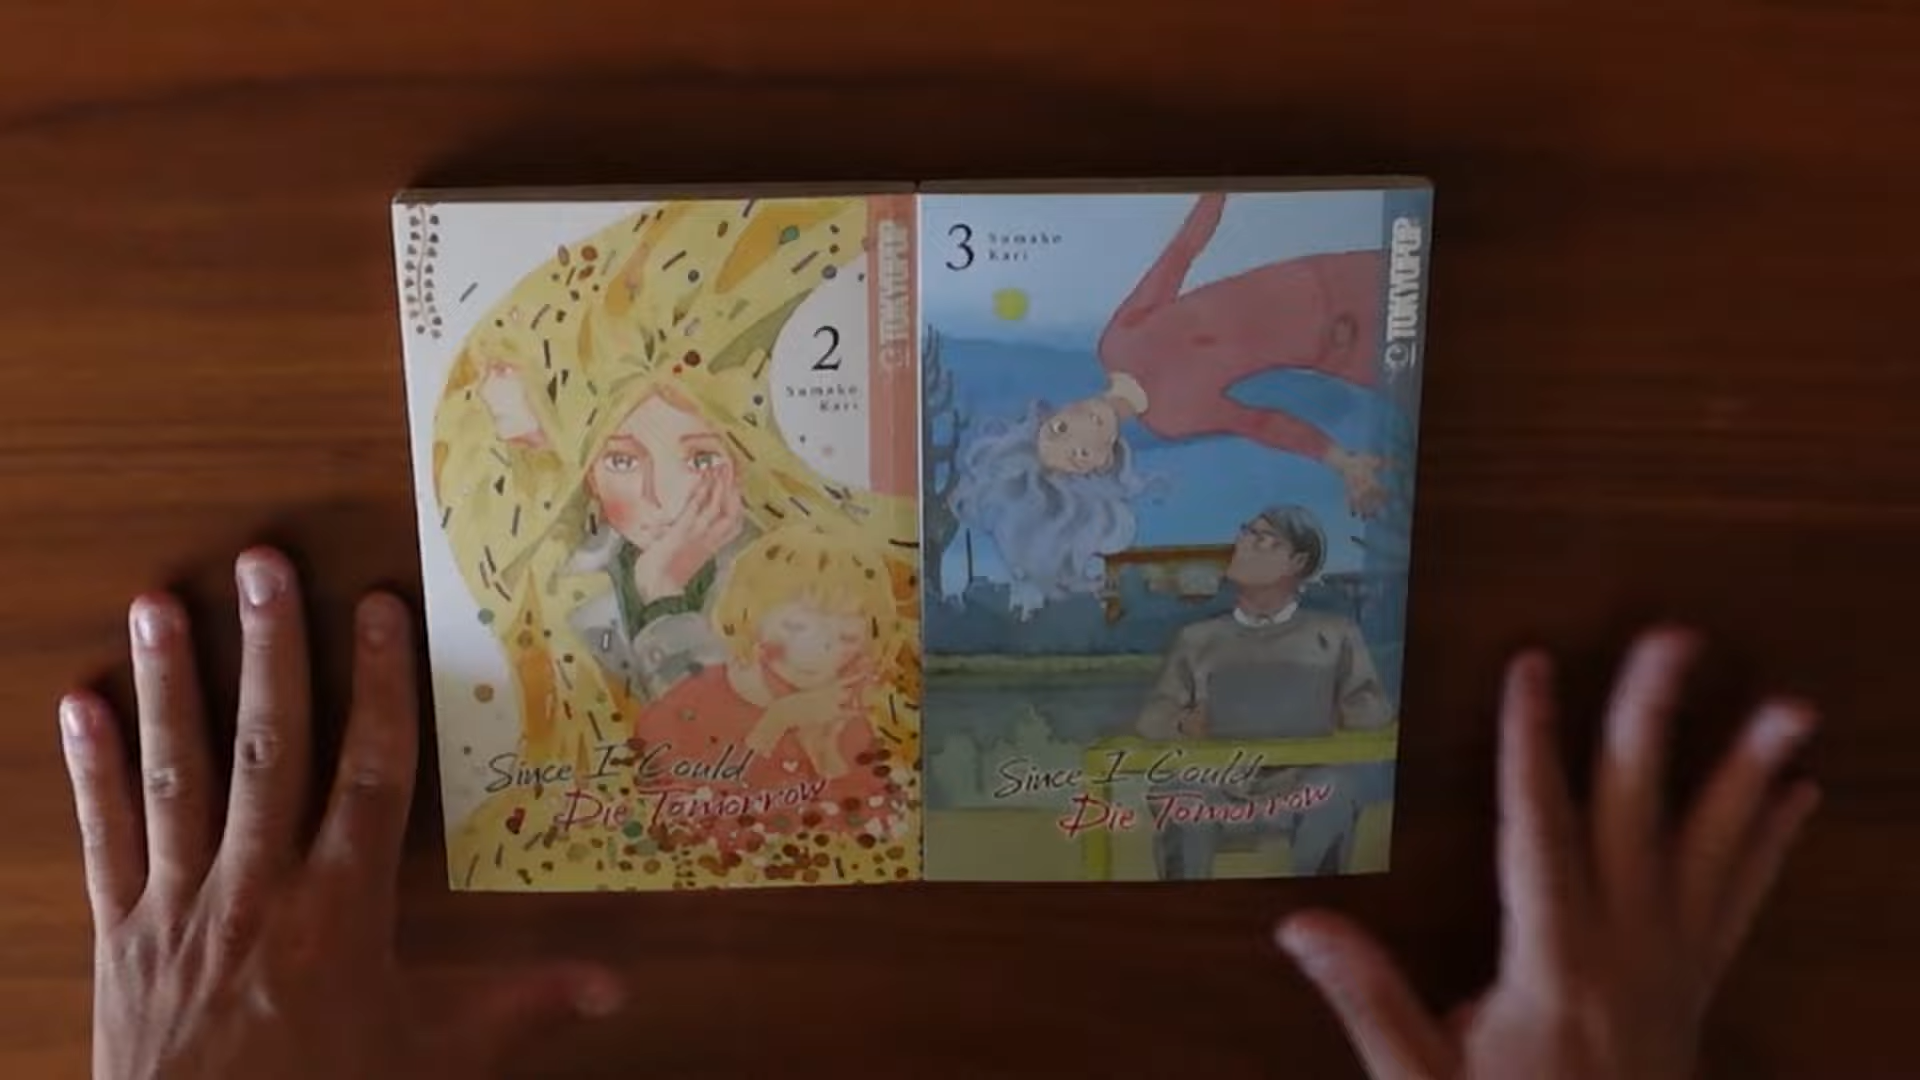 TOKYOPOP
2
Sumako
Kari
Since I Could
Die Tomorrow
TOKYOPOP
3
Sumako
Kari
Since I Could
Die Tomorrow